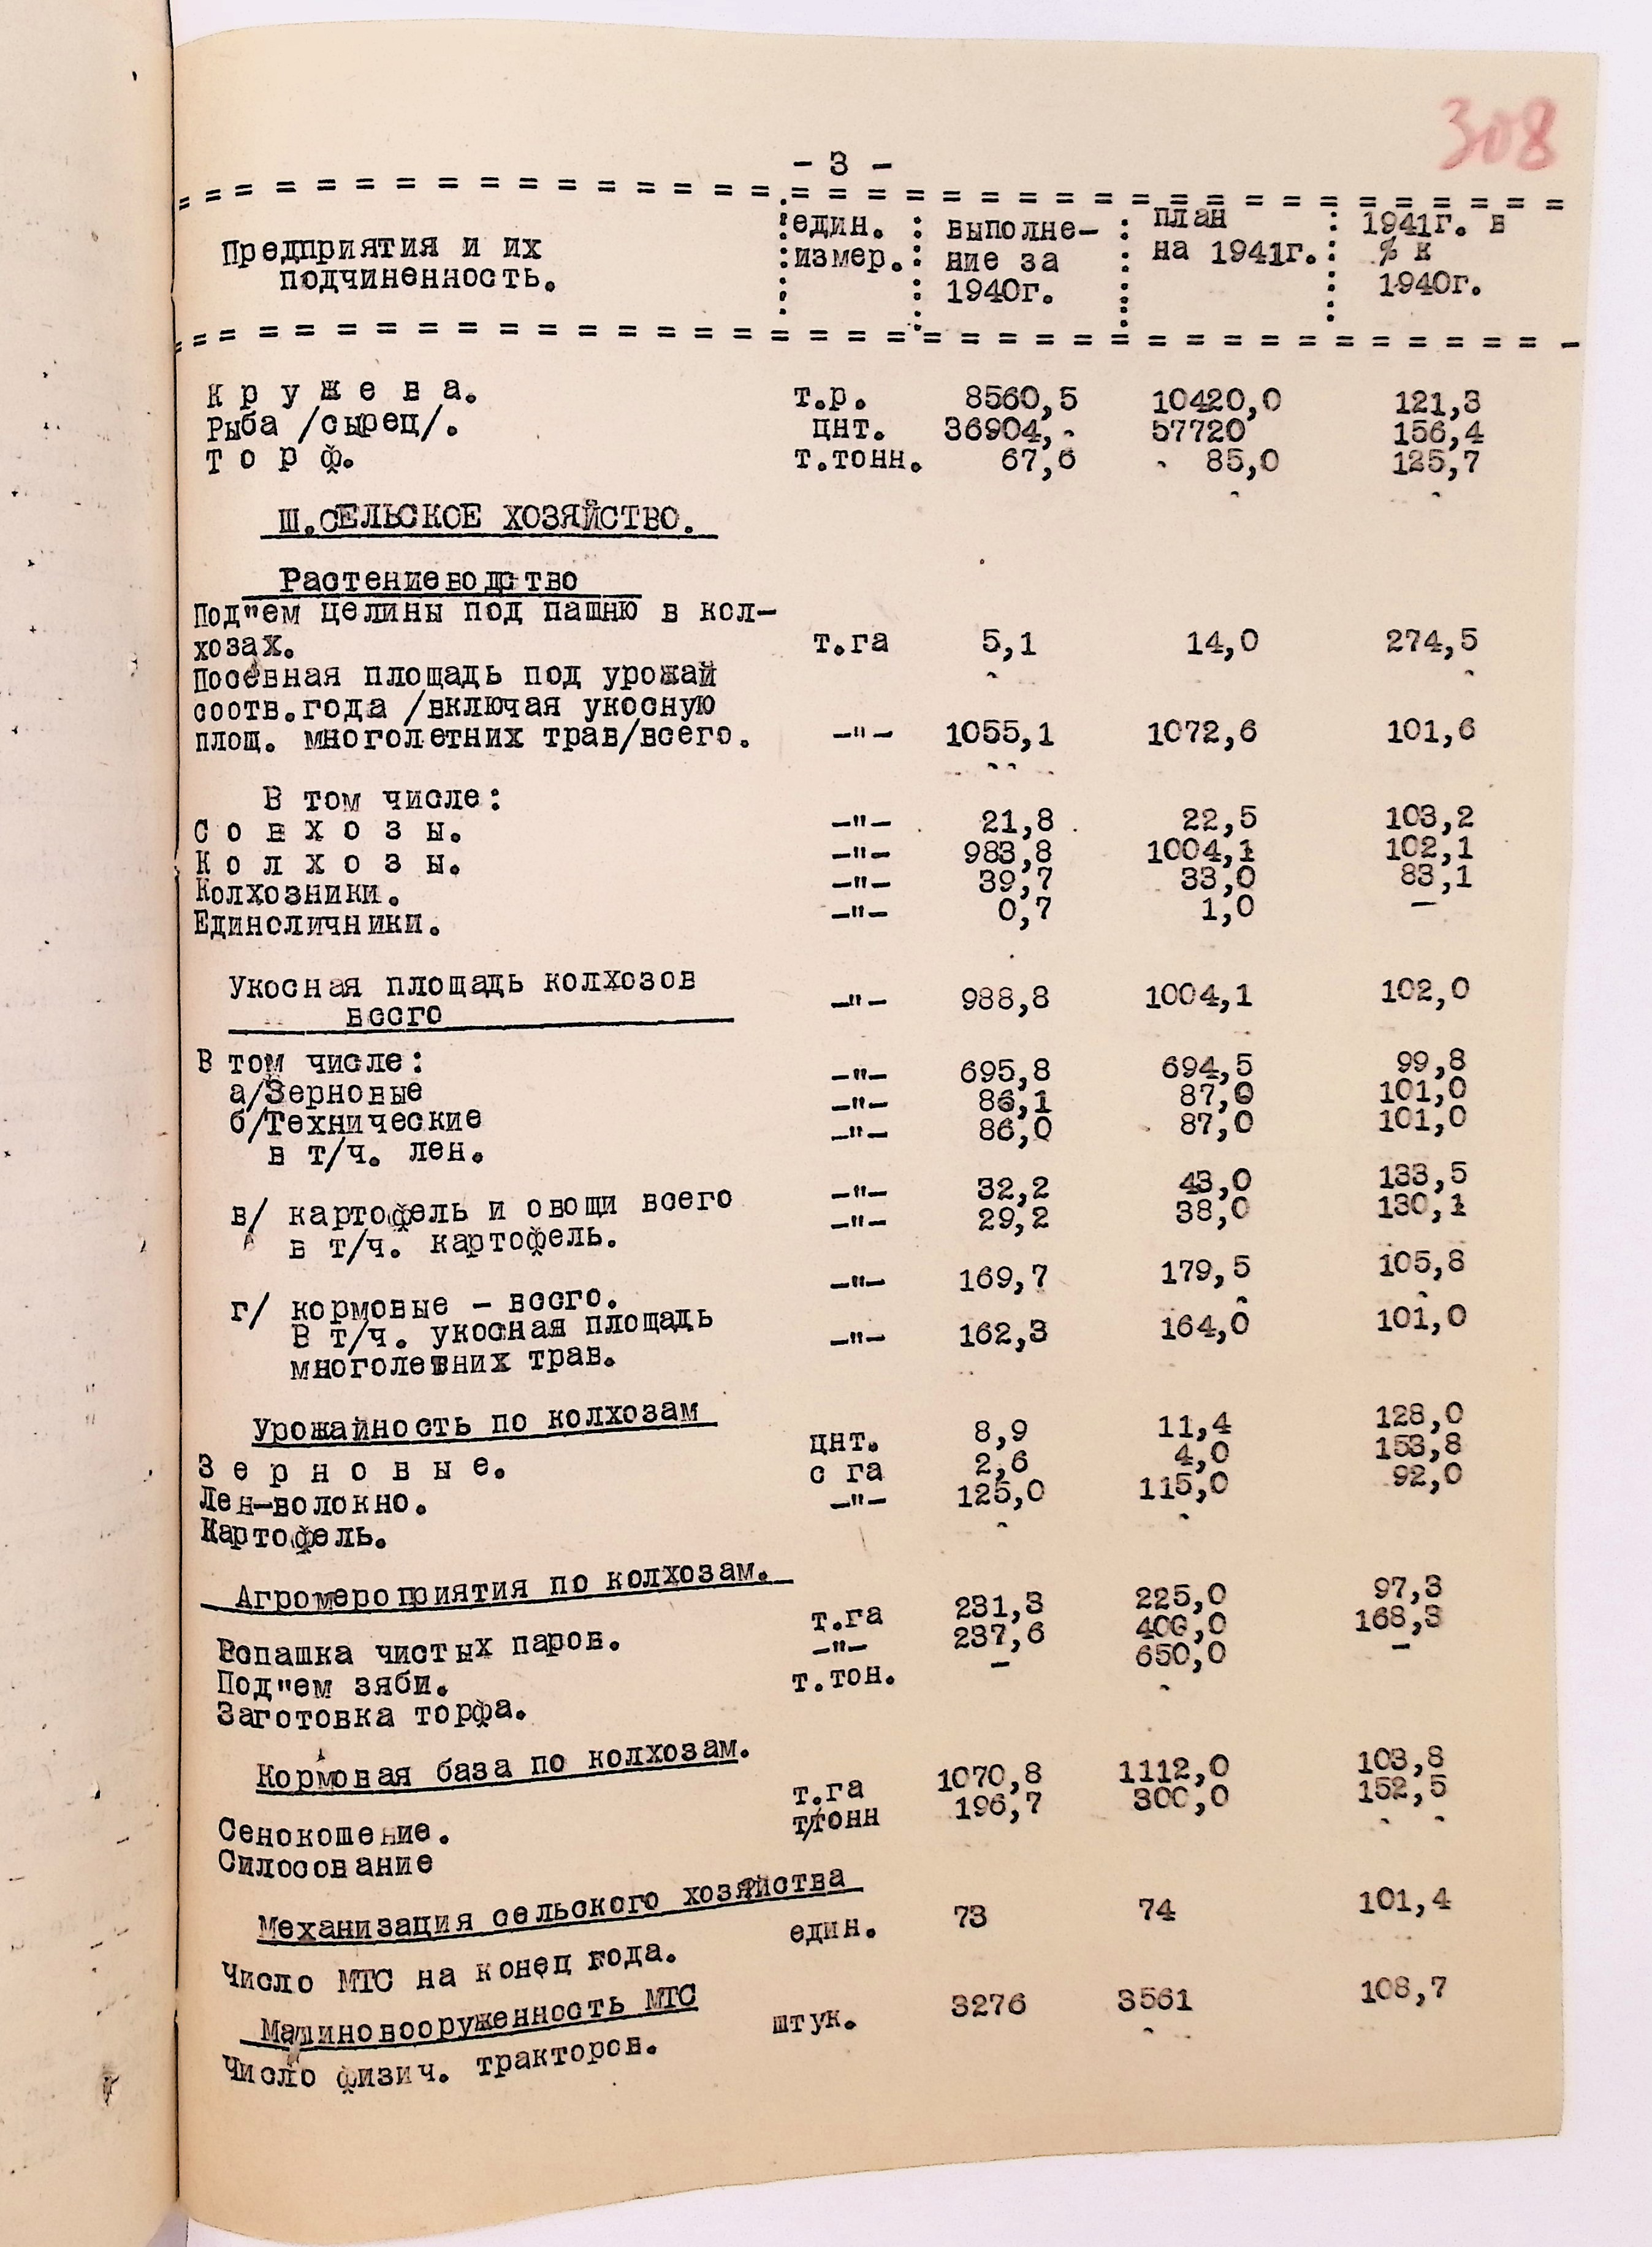 308
- 3 -
Предприятия и их подчиненность. : един. измер. : выполне- ние за 1940г. : план на 1941г. : 1941г. в % к 1940г.
К р у ж е в а. т.р. 8560,5 10420,0 121,3
Рыба /сырец/. цнт. 36904,- 57720 156,4
Т о р ф. т.тонн. 67,6 85,0 125,7
Ш.СЕЛЬСКОЕ ХОЗЯЙСТВО.
Растениеводство
Под"ем целины под пашню в кол-
хозах. т.га 5,1 14,0 274,5
Посевная площадь под урожай
соотв.года /включая укосную
площ. многолетних трав/всего. -"- 1055,1 1072,6 101,6
В том числе:
С о в х о з ы. -"- 21,8 22,5 103,2
К о л х о з ы. -"- 983,8 1004,1 102,1
Колхозники. -"- 39,7 33,0 83,1
Единоличники. -"- 0,7 1,0 -
Укосная площадь колхозов
всего -"- 988,8 1004,1 102,0
В том числе:
а/Зерновые -"- 695,8 694,5 99,8
б/Технические -"- 86,1 87,0 101,0
в т/ч. лен. -"- 86,0 87,0 101,0
в/ картофель и овощи всего -"- 32,2 43,0 133,5
в т/ч. картофель. -"- 29,2 38,0 130,1
г/ кормовые - всего. -"- 169,7 179,5 105,8
В т/ч. укосная площадь
многолетних трав. -"- 162,3 164,0 101,0
Урожайность по колхозам
З е р н о в ы е. цнт. 8,9 11,4 128,0
Лен-волокно. с га 2,6 4,0 153,8
Картофель. -"- 125,0 115,0 92,0
Агромероприятия по колхозам.
Вспашка чистых паров. т.га 231,3 225,0 97,3
Под"ем зяби. -"- 237,6 400,0 168,3
Заготовка торфа. т.тон. - 650,0 -
Кормовая база по колхозам.
Сенокошение. т.га 1070,8 1112,0 103,8
Силосование т/тонн 196,7 300,0 152,5
Механизация сельского хозяйства
Число МТС на конец года. един. 73 74 101,4
Машиновооруженность МТС
Число физич. тракторов. штук. 3276 3561 108,7